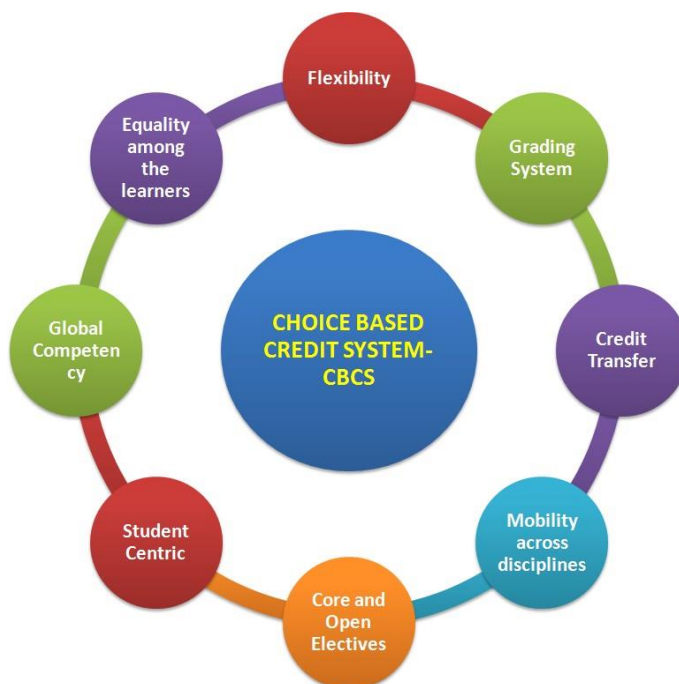 Flexibility
Grading
System
Credit
Transfer
Mobility
across
disciplines
Core and
Open
Electives
Student
Centric
Global
Competen
cy
Equality
among
the
learners
CHOICE BASED
CREDIT SYSTEM-
CBCS